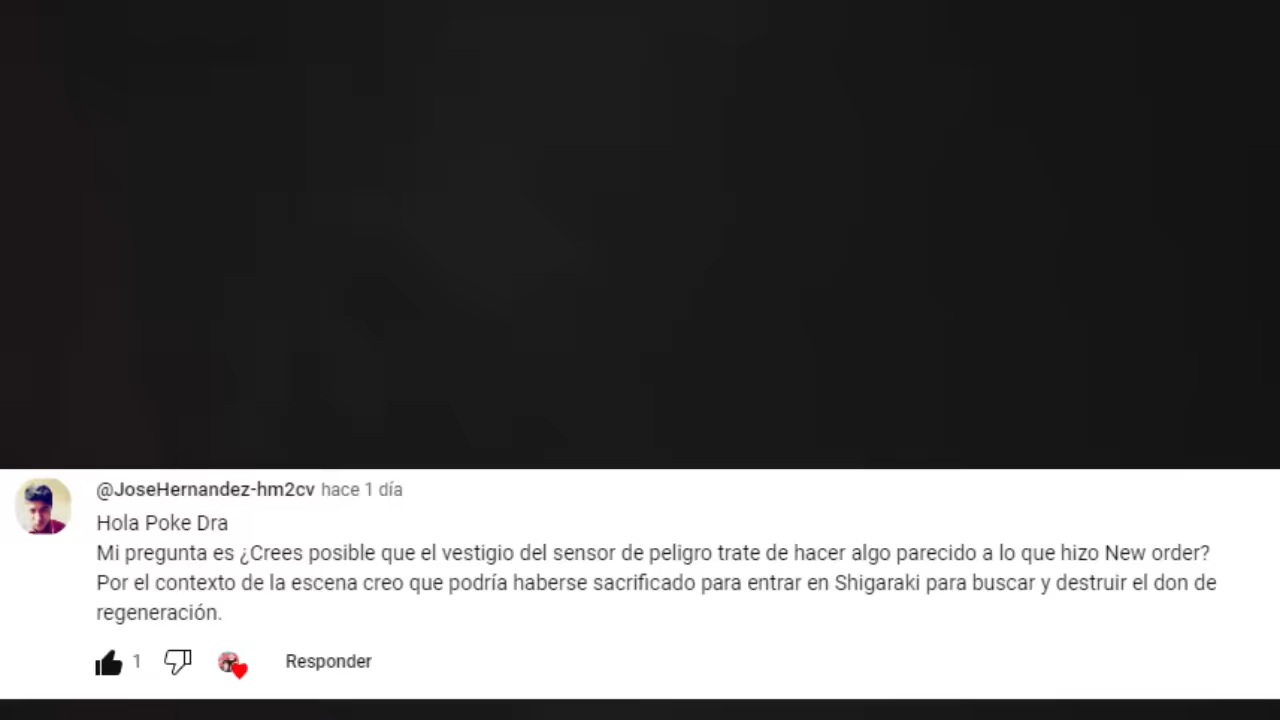 @JoseHernandez-hm2cv hace 1 día
Hola Poke Dra
Mi pregunta es ¿Crees posible que el vestigio del sensor de peligro trate de hacer algo parecido a lo que hizo New order?
Por el contexto de la escena creo que podría haberse sacrificado para entrar en Shigaraki para buscar y destruir el don de
regeneración.
1 Responder